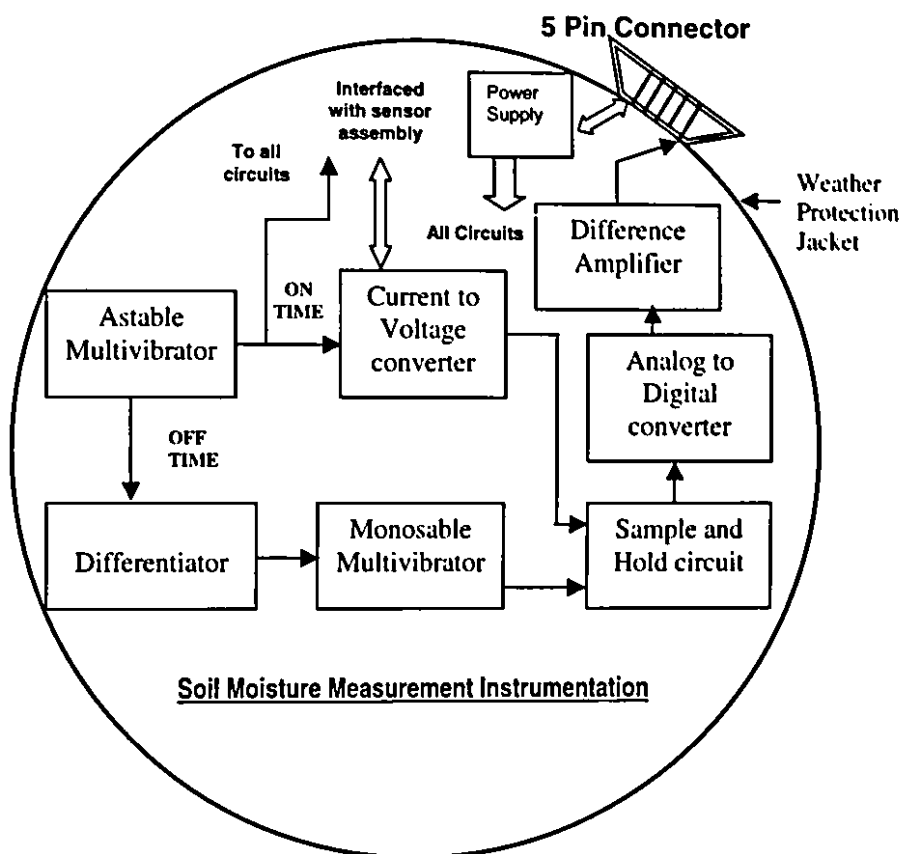 5 Pin Connector
Interfaced
with sensor
assembly
Power
Supply
To all
circuits
All Circuits
Weather
Protection
Jacket
Difference
Amplifier
Astable
Multivibrator
ON
TIME
Current to
Voltage
converter
Analog to
Digital
converter
OFF
TIME
Differentiator
Monosable
Multivibrator
Sample and
Hold circuit
Soil Moisture Measurement Instrumentation